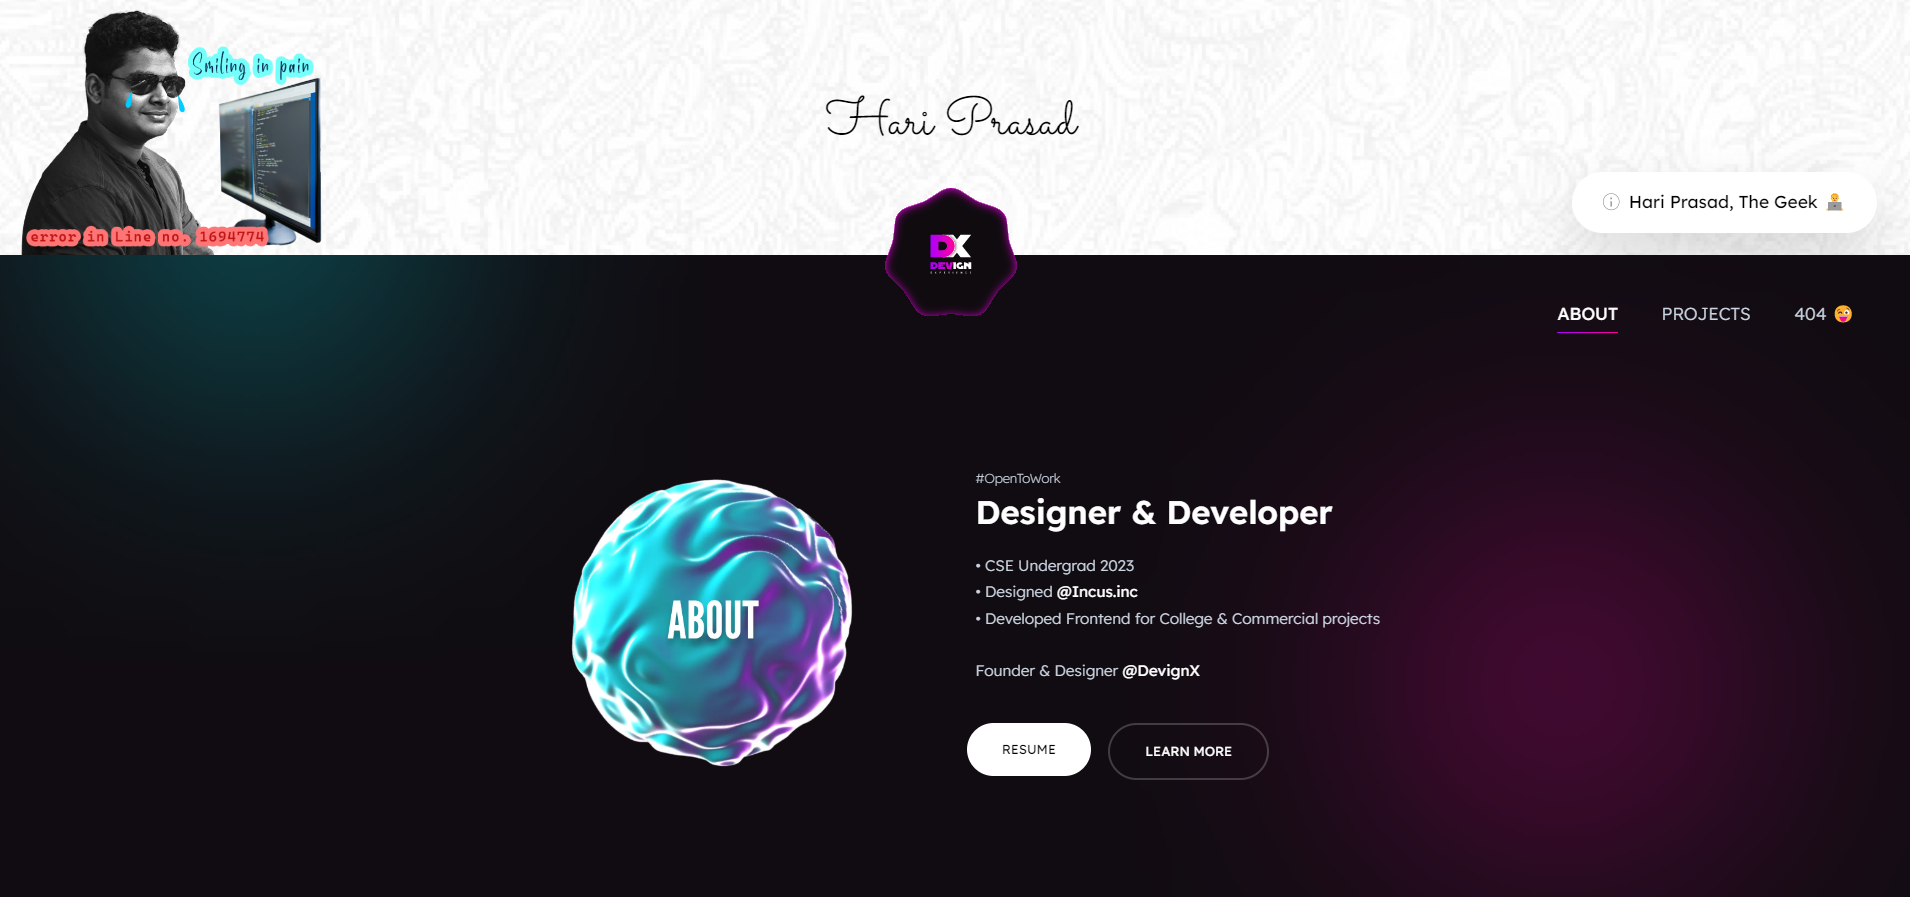 Smiling in pain
error in Line no. 1694774
Hari Prasad
Hari Prasad, The Geek
DX
DEVIGN
EXPERIENCE
ABOUT PROJECTS 404
ABOUT
#OpenToWork
Designer & Developer
• CSE Undergrad 2023
• Designed @Incus.inc
• Developed Frontend for College & Commercial projects
Founder & Designer @DevignX
RESUME LEARN MORE